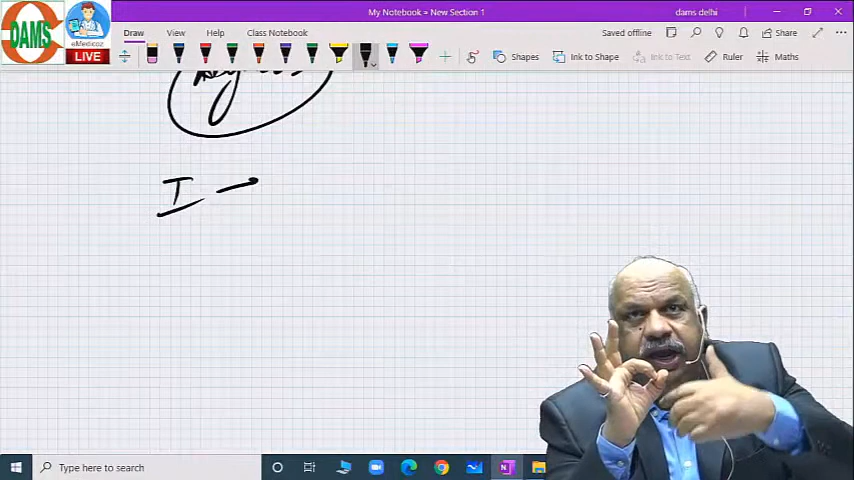 My Notebook » New Section 1
dams delhi
DAMS
eMedicoz
LIVE
Draw
View
Class Notebook
Saved offline
Share
Shapes
Ink to Shape
Ink to Text
Ruler
Maths
I -
Type here to search